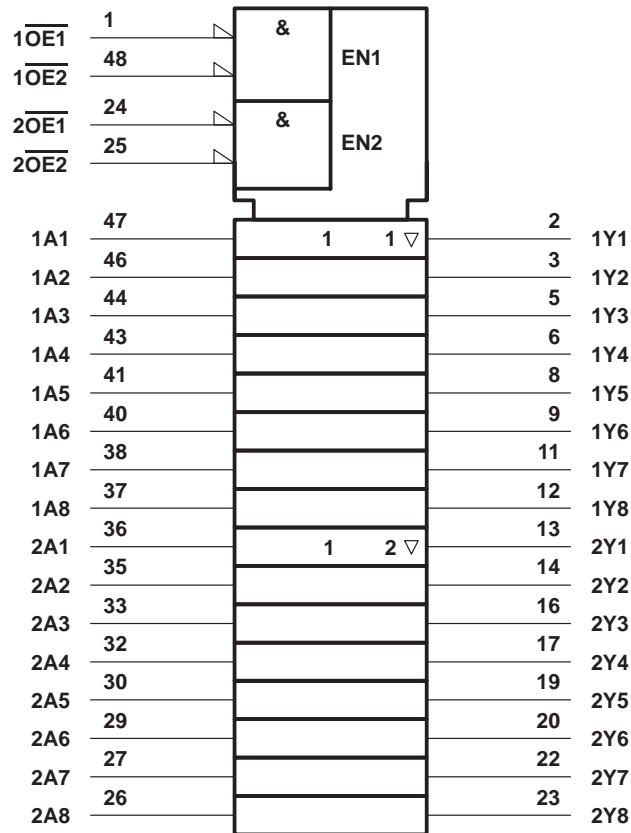 1OE1 1 & EN1
1OE2 48
2OE1 24 & EN2
2OE2 25
1A1 47 1 1 ▽ 2 1Y1
1A2 46 3 1Y2
1A3 44 5 1Y3
1A4 43 6 1Y4
1A5 41 8 1Y5
1A6 40 9 1Y6
1A7 38 11 1Y7
1A8 37 12 1Y8
2A1 36 1 2 ▽ 13 2Y1
2A2 35 14 2Y2
2A3 33 16 2Y3
2A4 32 17 2Y4
2A5 30 19 2Y5
2A6 29 20 2Y6
2A7 27 22 2Y7
2A8 26 23 2Y8